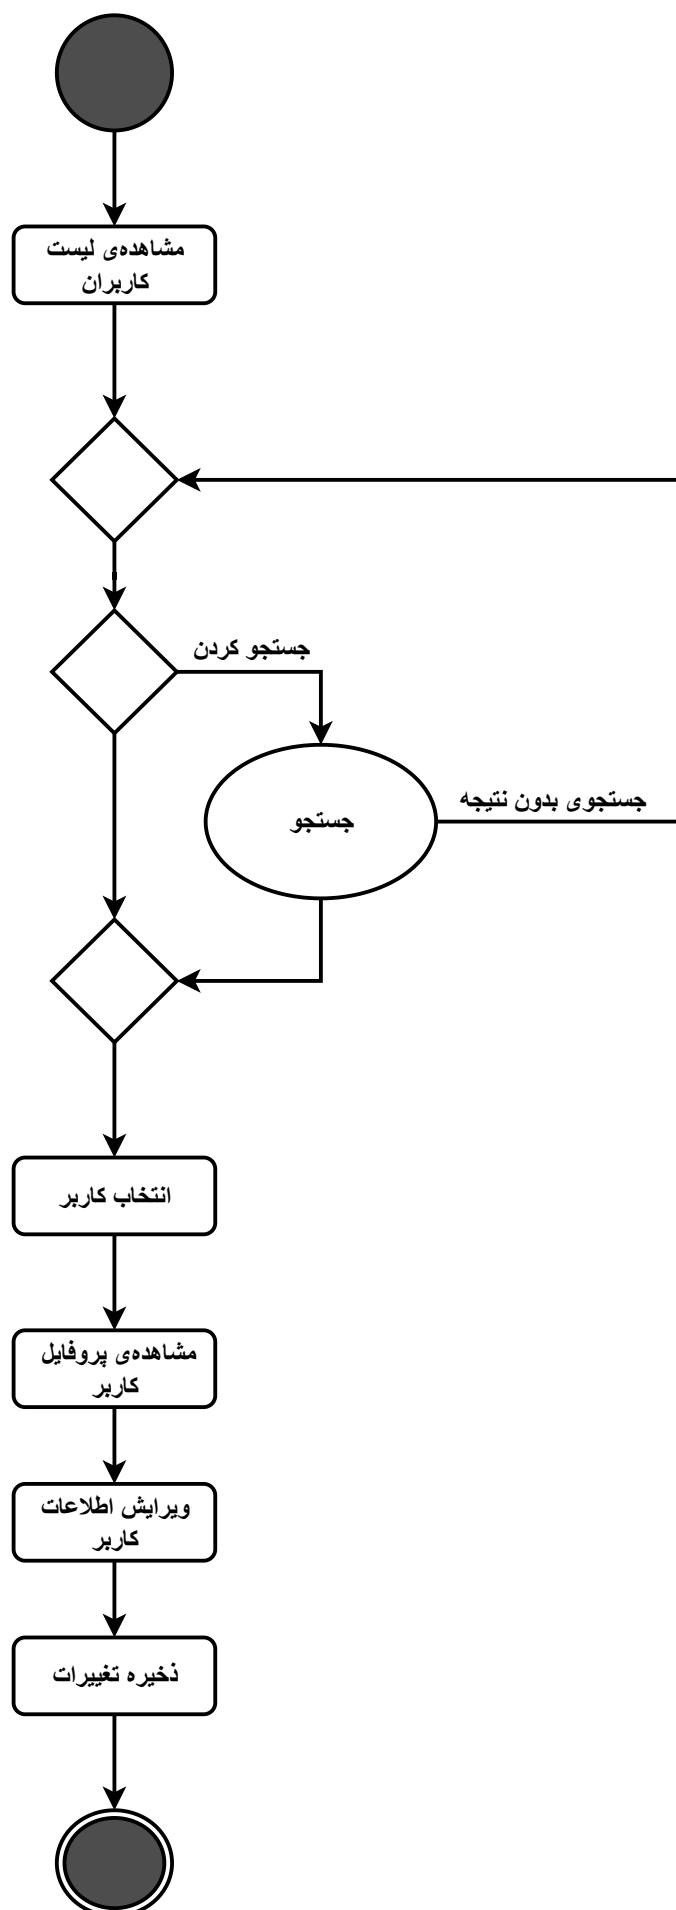 مشاهده‌ی لیست
کاربران
جستجو کردن
جستجوی بدون نتیجه
جستجو
انتخاب کاربر
مشاهده‌ی پروفایل
کاربر
ویرایش اطلاعات
کاربر
ذخیره تغییرات